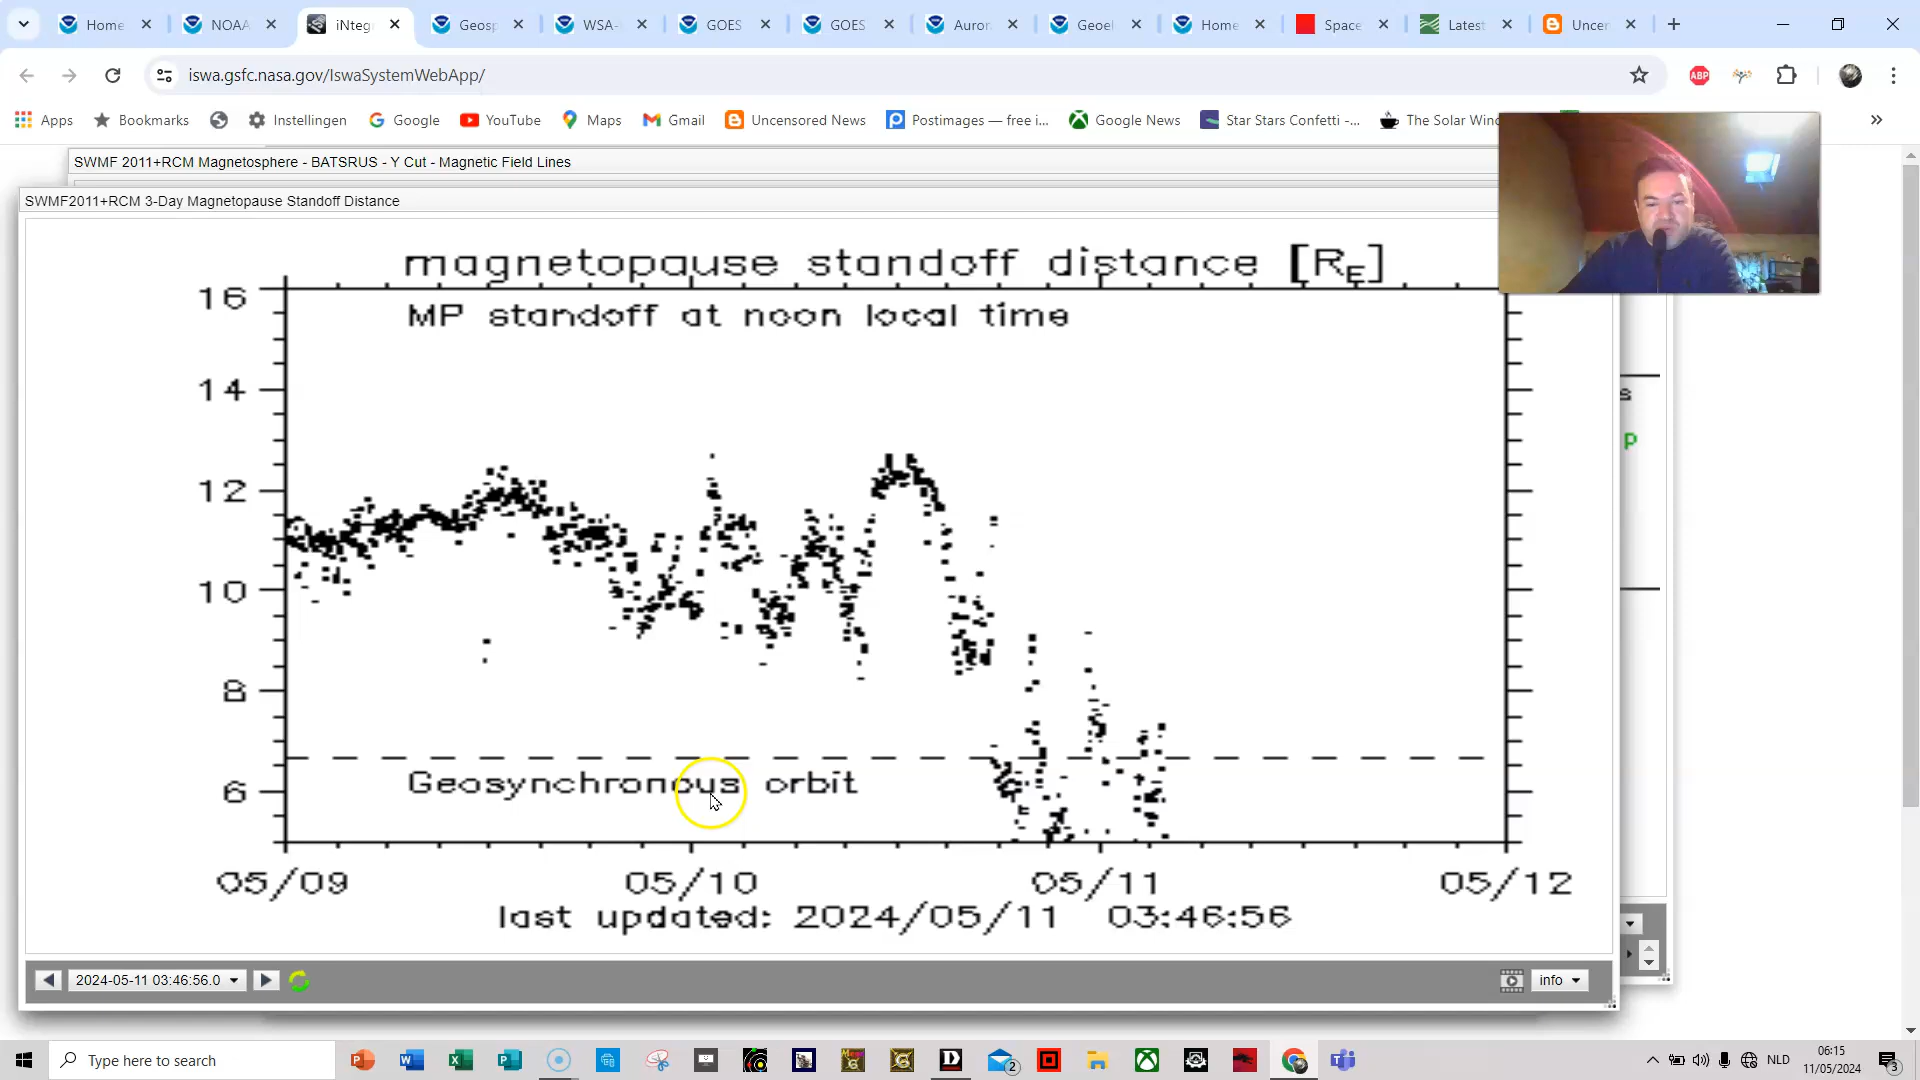 Home
NOAA
iNteg
Geosp
WSA-
GOES
GOES
Auror
Geoel
Home
Space
Latest
Uncen
iswa.gsfc.nasa.gov/IswaSystemWebApp/
ABP
Apps
Bookmarks
Instellingen
Google
YouTube
Maps
Gmail
Uncensored News
Postimages — free i...
Google News
Star Stars Confetti -...
The Solar Wind
SWMF 2011+RCM Magnetosphere - BATSRUS - Y Cut - Magnetic Field Lines
SWMF2011+RCM 3-Day Magnetopause Standoff Distance
magnetopause standoff distance [RE]
MP standoff at noon local time
16
14
12
10
8
6
s
p
Geosynchronous orbit
05/09
05/10
05/11
05/12
last updated: 2024/05/11 03:46:56
2024-05-11 03:46:56.0
info
Type here to search
2
NLD
06:15
11/05/2024
3